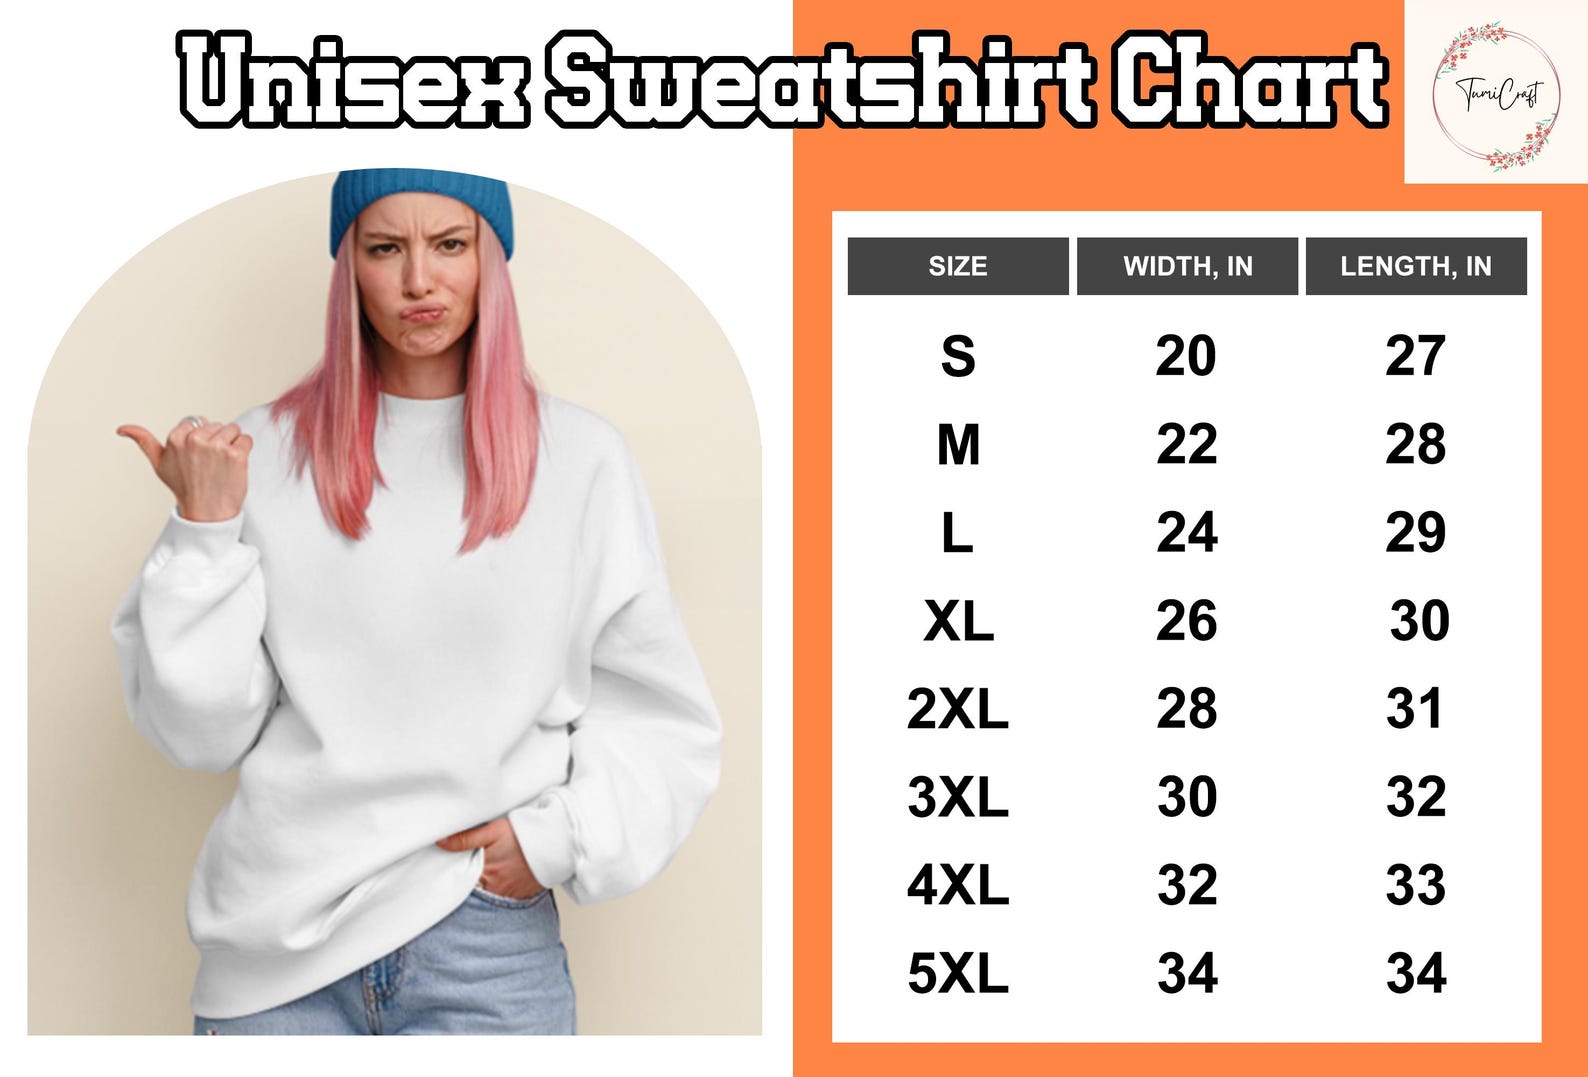 Unisex Sweatshirt Chart
TumiCraft
SIZE WIDTH, IN LENGTH, IN
S 20 27
M 22 28
L 24 29
XL 26 30
2XL 28 31
3XL 30 32
4XL 32 33
5XL 34 34